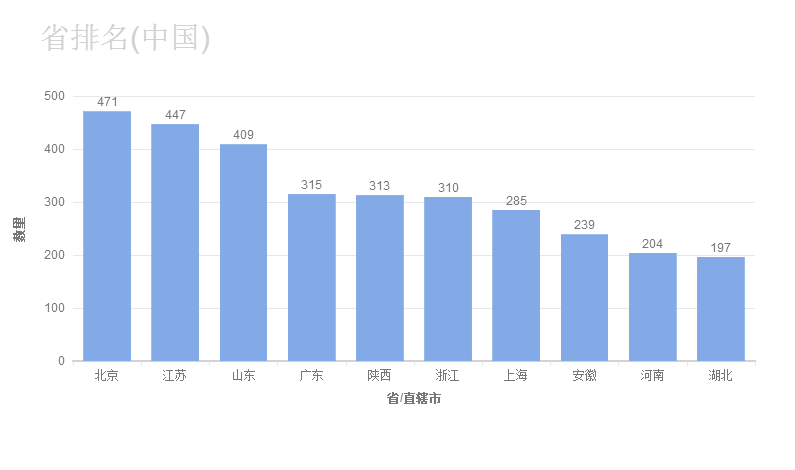 省排名(中国)
500
400
300
200
100
0
数量
471
447
409
315
313
310
285
239
204
197
北京
江苏
山东
广东
陕西
浙江
上海
安徽
河南
湖北
省/直辖市